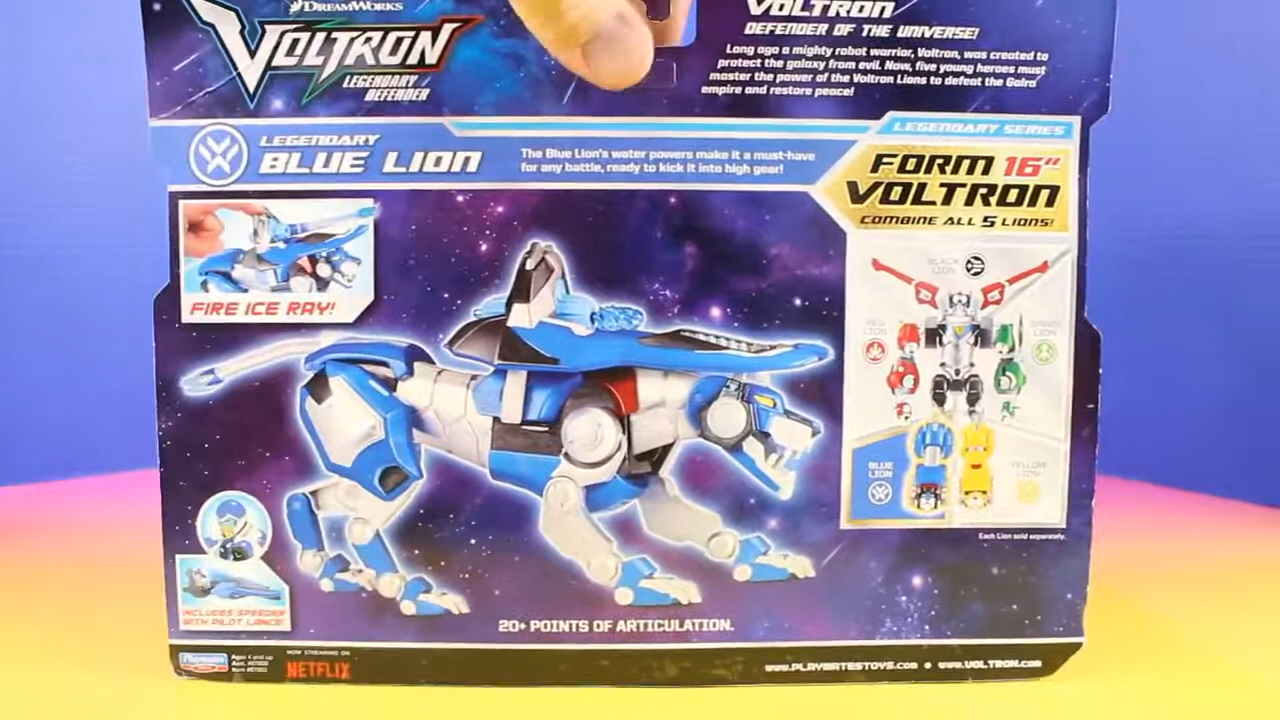 DREAMWORKS
VOLTRON
LEGENDARY
DEFENDER
VOLTRON
DEFENDER OF THE UNIVERSE!
Long ago a mighty robot warrior, Voltron, was created to
protect the galaxy from evil. Now, five young heroes must
master the power of the Voltron Lions to defeat the Galra
empire and restore peace!
LEGENDARY
BLUE LION
The Blue Lion's water powers make it a must-have
for any battle, ready to kick it into high gear!
LEGENDARY SERIES
FORM 16"
VOLTRON
COMBINE ALL 5 LIONS!
FIRE ICE RAY!
BLACK
LION
RED
LION
GREEN
LION
BLUE
LION
YELLOW
LION
Each Lion sold separately.
INCLUDES SPEEDER
WITH PILOT LANCE!
20+ POINTS OF ARTICULATION.
Playmates
Ages 4 and up
NOW STREAMING ON
NETFLIX
www.PLAYMATESTOYS.com • www.VOLTRON.com